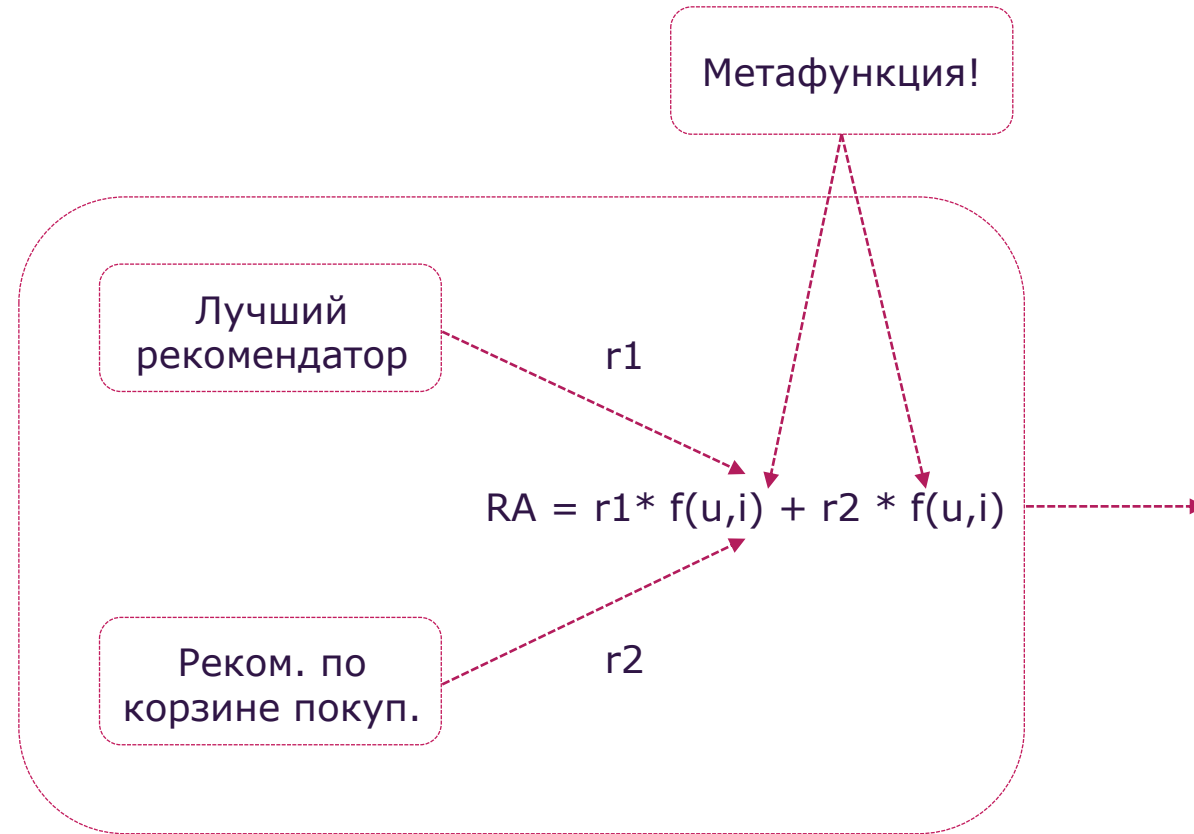 Метафункция!
Лучший
рекомендатор
r1
RA = r1* f(u,i) + r2 * f(u,i)
r2
Реком. по
корзине покуп.